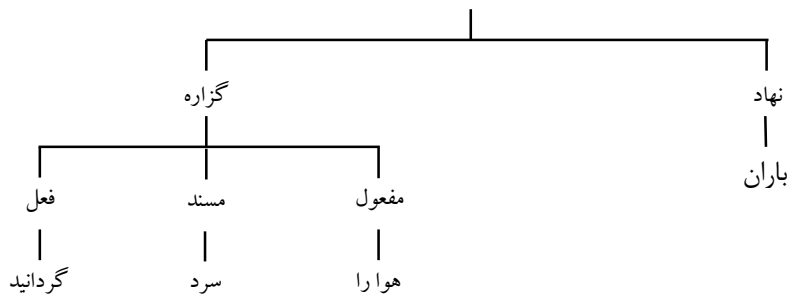 نهاد گزاره
باران
مفعول مسند فعل
هوا را سرد گردانید